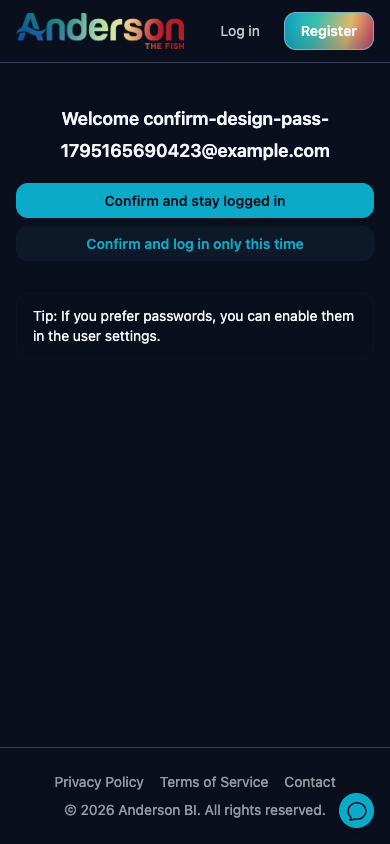 Anderson
THE FISH
Log in
Register
Welcome confirm-design-pass-
1795165690423@example.com
Confirm and stay logged in
Confirm and log in only this time
Tip: If you prefer passwords, you can enable them
in the user settings.
Privacy Policy
Terms of Service
Contact
© 2026 Anderson BI. All rights reserved.